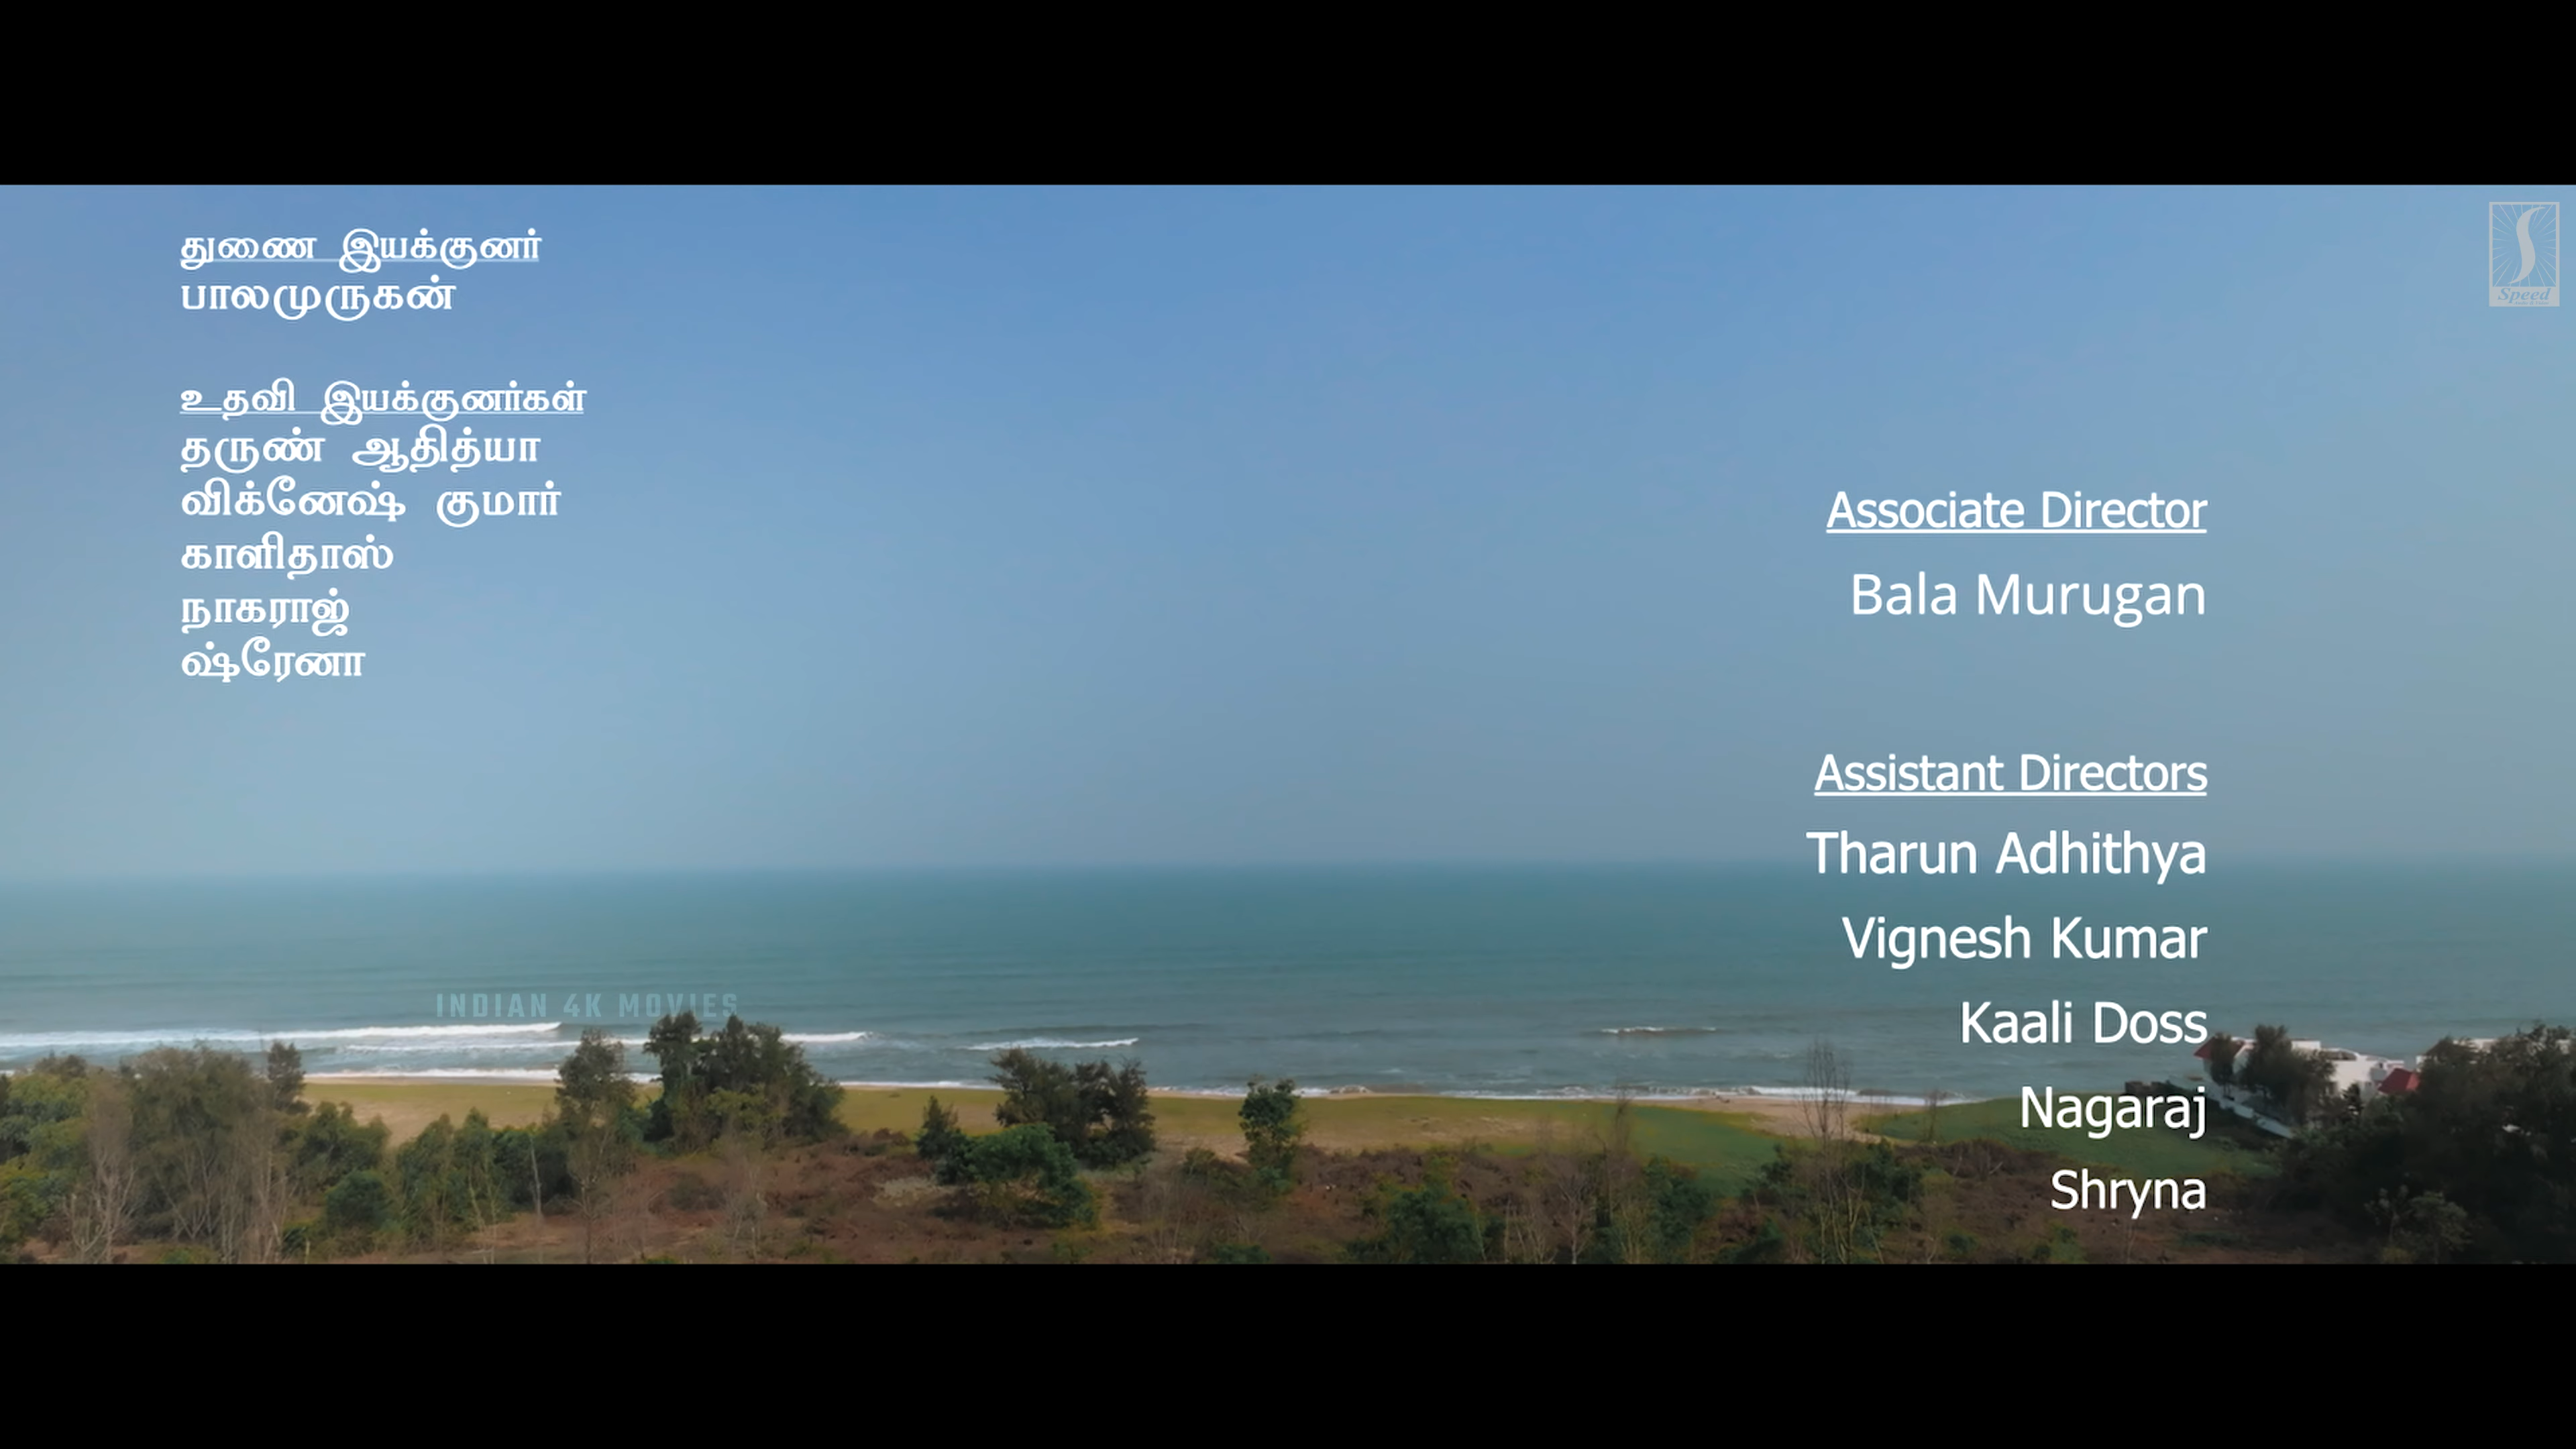 துணை இயக்குனர்
பாலமுருகன்
உதவி இயக்குனர்கள்
தருண் ஆதித்யா
விக்னேஷ் குமார்
காளிதாஸ்
நாகராஜ்
ஷ்ரேனா
Associate Director
Bala Murugan
Assistant Directors
Tharun Adhithya
Vignesh Kumar
Kaali Doss
Nagaraj
Shryna
Speed
INDIAN 4K MOVIES